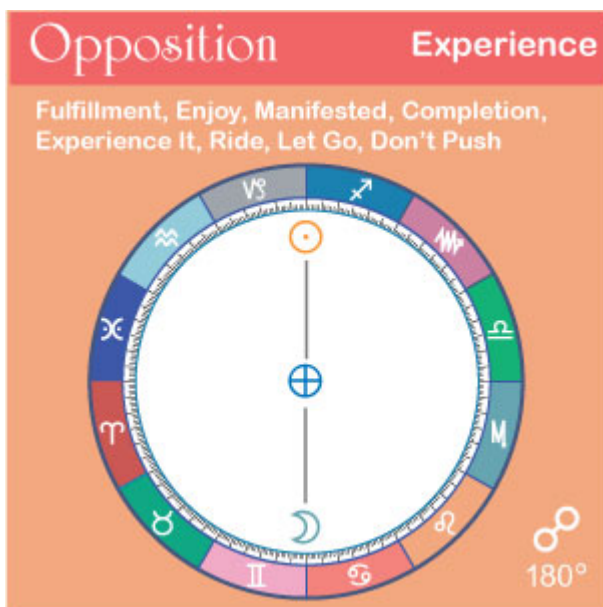 Opposition Experience
Fulfillment, Enjoy, Manifested, Completion,
Experience It, Ride, Let Go, Don't Push
180°